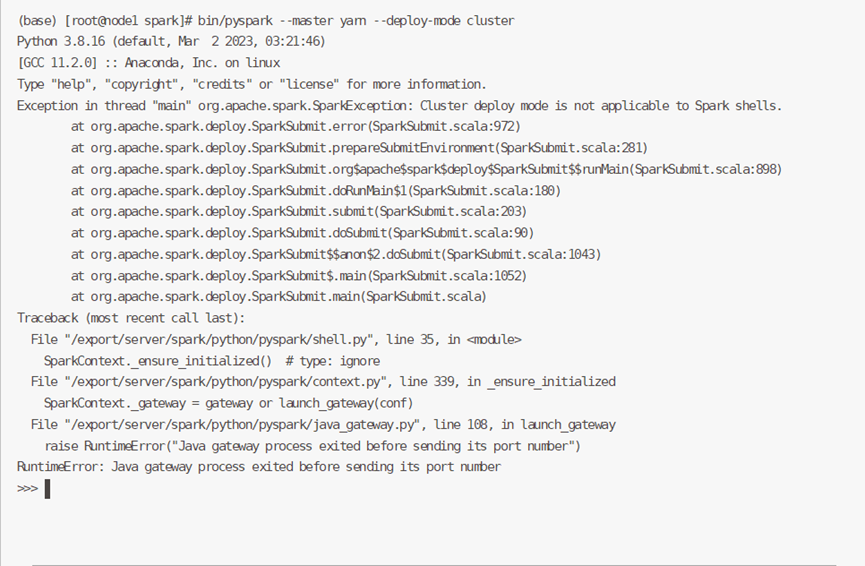 (base) [root@node1 spark]# bin/pyspark --master yarn --deploy-mode cluster
Python 3.8.16 (default, Mar  2 2023, 03:21:46)
[GCC 11.2.0] :: Anaconda, Inc. on linux
Type "help", "copyright", "credits" or "license" for more information.
Exception in thread "main" org.apache.spark.SparkException: Cluster deploy mode is not applicable to Spark shells.
        at org.apache.spark.deploy.SparkSubmit.error(SparkSubmit.scala:972)
        at org.apache.spark.deploy.SparkSubmit.prepareSubmitEnvironment(SparkSubmit.scala:281)
        at org.apache.spark.deploy.SparkSubmit.org$apache$spark$deploy$SparkSubmit$$runMain(SparkSubmit.scala:898)
        at org.apache.spark.deploy.SparkSubmit.doRunMain$1(SparkSubmit.scala:180)
        at org.apache.spark.deploy.SparkSubmit.submit(SparkSubmit.scala:203)
        at org.apache.spark.deploy.SparkSubmit.doSubmit(SparkSubmit.scala:90)
        at org.apache.spark.deploy.SparkSubmit$$anon$2.doSubmit(SparkSubmit.scala:1043)
        at org.apache.spark.deploy.SparkSubmit$.main(SparkSubmit.scala:1052)
        at org.apache.spark.deploy.SparkSubmit.main(SparkSubmit.scala)
Traceback (most recent call last):
  File "/export/server/spark/python/pyspark/shell.py", line 35, in <module>
    SparkContext._ensure_initialized()  # type: ignore
  File "/export/server/spark/python/pyspark/context.py", line 339, in _ensure_initialized
    SparkContext._gateway = gateway or launch_gateway(conf)
  File "/export/server/spark/python/pyspark/java_gateway.py", line 108, in launch_gateway
    raise RuntimeError("Java gateway process exited before sending its port number")
RuntimeError: Java gateway process exited before sending its port number
>>>